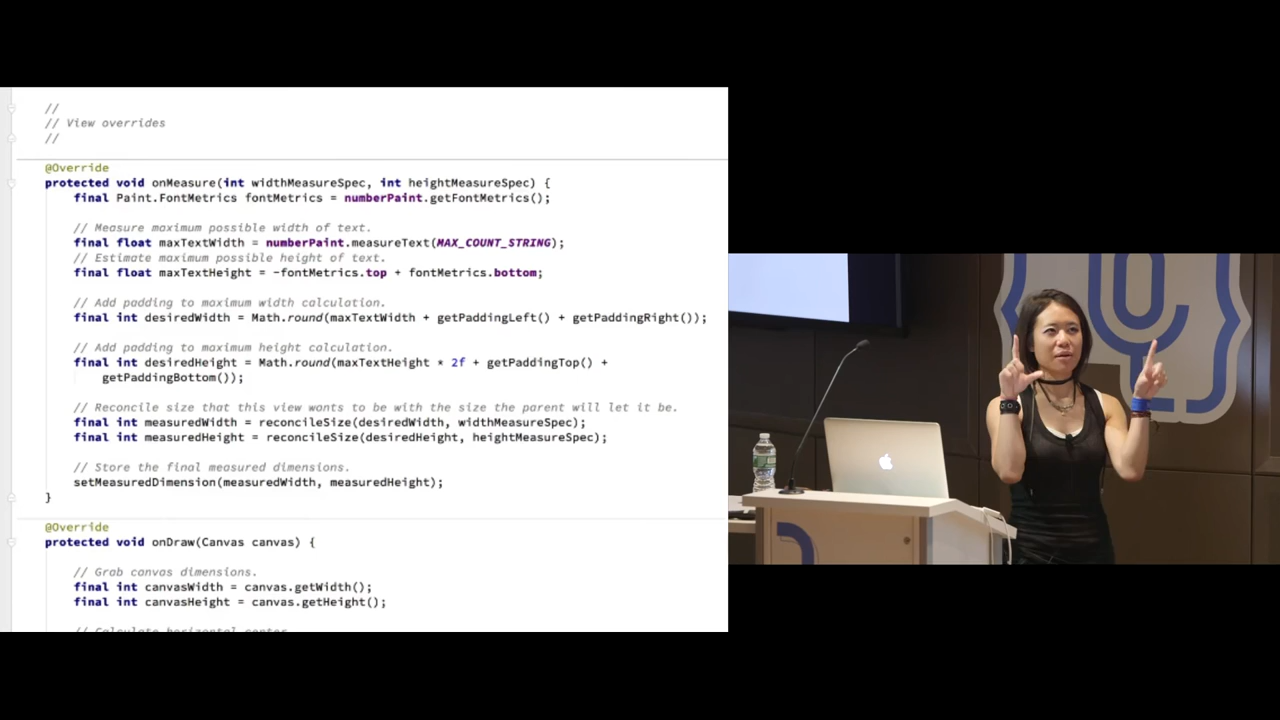 //
// View overrides
//
@Override
protected void onMeasure(int widthMeasureSpec, int heightMeasureSpec) {
final Paint.FontMetrics fontMetrics = numberPaint.getFontMetrics();
// Measure maximum possible width of text.
final float maxTextWidth = numberPaint.measureText(MAX_COUNT_STRING);
// Estimate maximum possible height of text.
final float maxTextHeight = -fontMetrics.top + fontMetrics.bottom;
// Add padding to maximum width calculation.
final int desiredWidth = Math.round(maxTextWidth + getPaddingLeft() + getPaddingRight());
// Add padding to maximum height calculation.
final int desiredHeight = Math.round(maxTextHeight * 2f + getPaddingTop() +
getPaddingBottom());
// Reconcile size that this view wants to be with the size the parent will let it be.
final int measuredWidth = reconcileSize(desiredWidth, widthMeasureSpec);
final int measuredHeight = reconcileSize(desiredHeight, heightMeasureSpec);
// Store the final measured dimensions.
setMeasuredDimension(measuredWidth, measuredHeight);
}
@Override
protected void onDraw(Canvas canvas) {
// Grab canvas dimensions.
final int canvasWidth = canvas.getWidth();
final int canvasHeight = canvas.getHeight();
// Calculate horizontal center